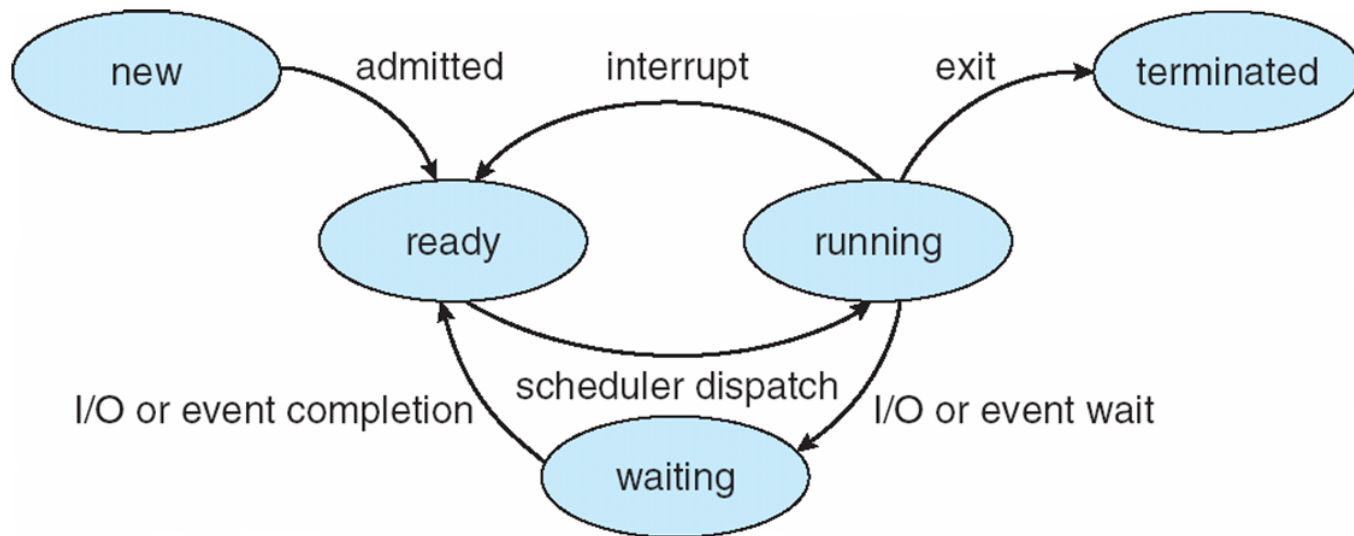 new
admitted
interrupt
exit
terminated
ready
running
scheduler dispatch
I/O or event completion
I/O or event wait
waiting